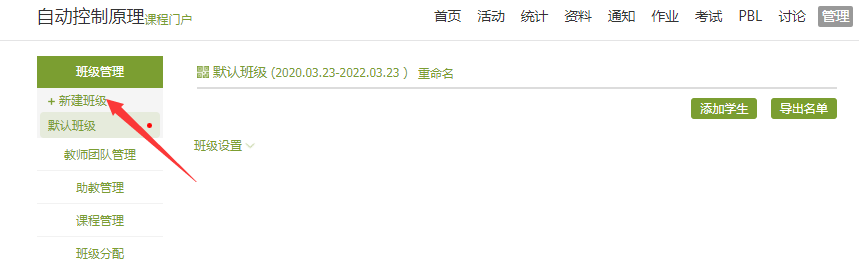 自动控制原理课程门户
首页 活动 统计 资料 通知 作业 考试 PBL 讨论 管理
班级管理
+ 新建班级
默认班级
教师团队管理
助教管理
课程管理
班级分配
默认班级 (2020.03.23-2022.03.23 ) 重命名
添加学生 导出名单
班级设置